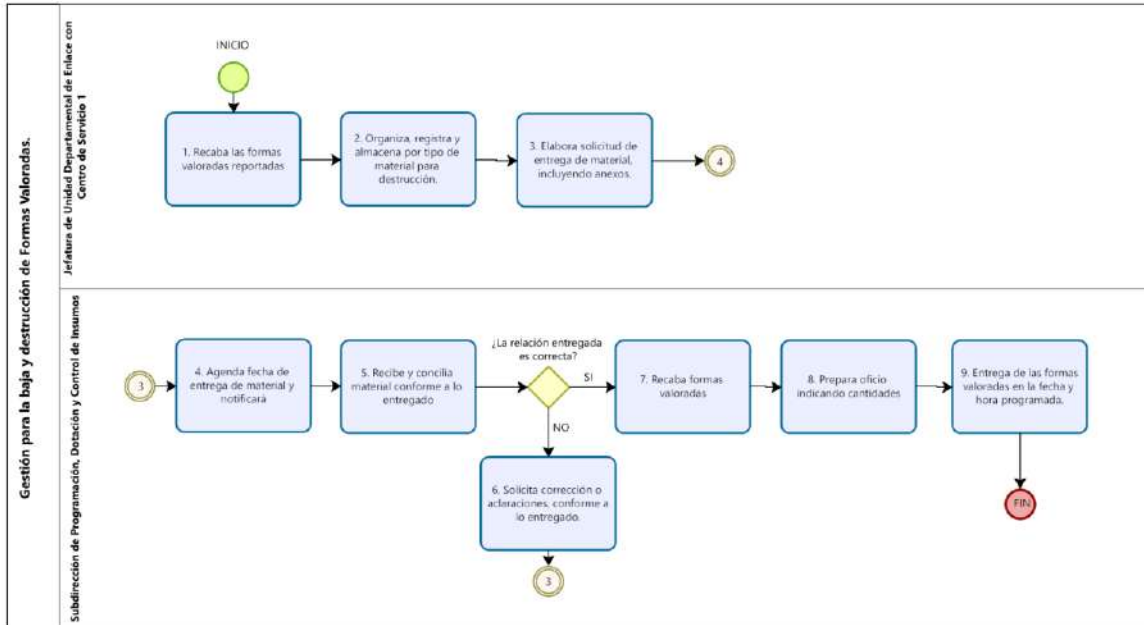 Gestión para la baja y destrucción de Formas Valoradas.
Jefatura de Unidad Departamental de Enlace con
Centro de Servicio 1
INICIO
1. Recaba las formas
valoradas reportadas
2. Organiza, registra y
almacena por tipo de
material para
destrucción.
3. Elabora solicitud de
entrega de material,
incluyendo anexos.
4
Subdirección de Programación, Dotación y Control de Insumos
3
4. Agenda fecha de
entrega de material y
notificará
5. Recibe y concilia
material conforme a lo
entregado
¿La relación entregada
es correcta?
SI
NO
6. Solicita corrección o
aclaraciones, conforme a
lo entregado.
3
7. Recaba formas
valoradas
8. Prepara oficio
indicando cantidades
9. Entrega de las formas
valoradas en la fecha y
hora programada.
FIN